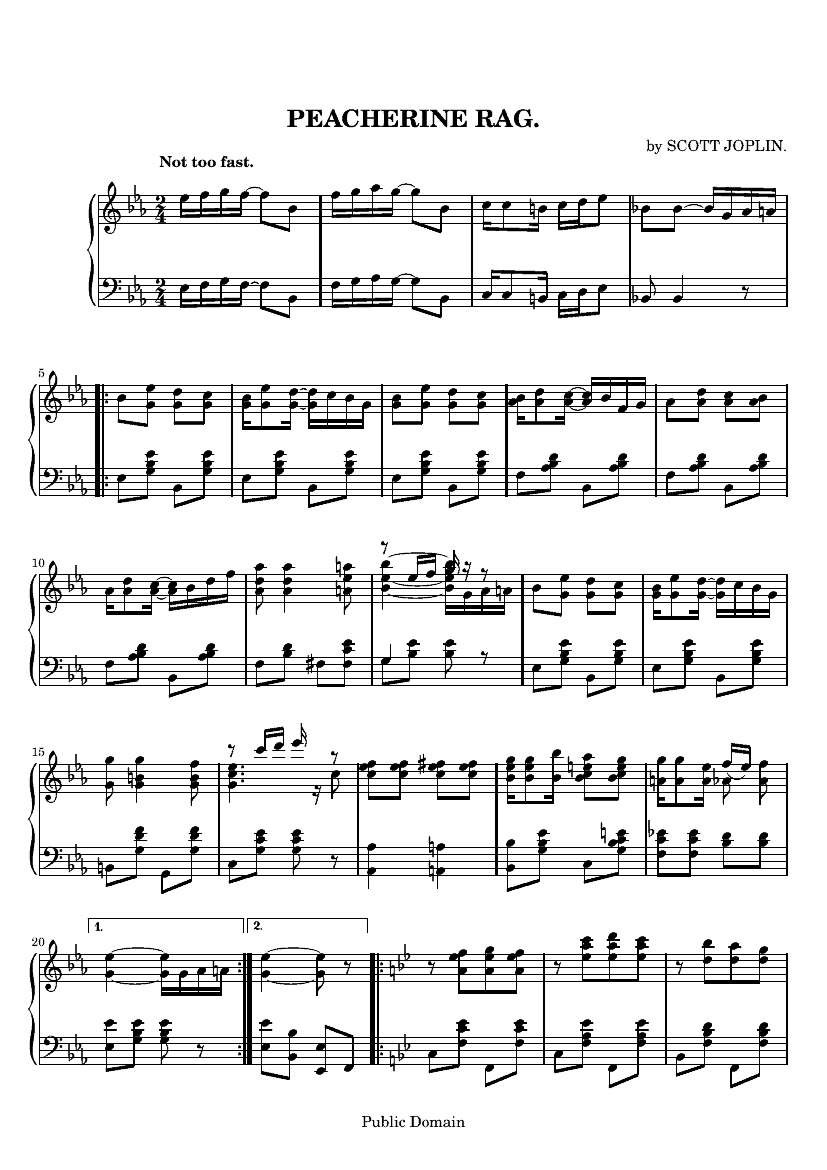 PEACHERINE RAG.
by SCOTT JOPLIN.
Not too fast.
5
10
15
20
1.
2.
Public Domain